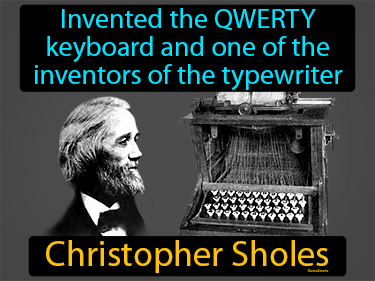 Invented the QWERTY
keyboard and one of the
inventors of the typewriter
Christopher Sholes